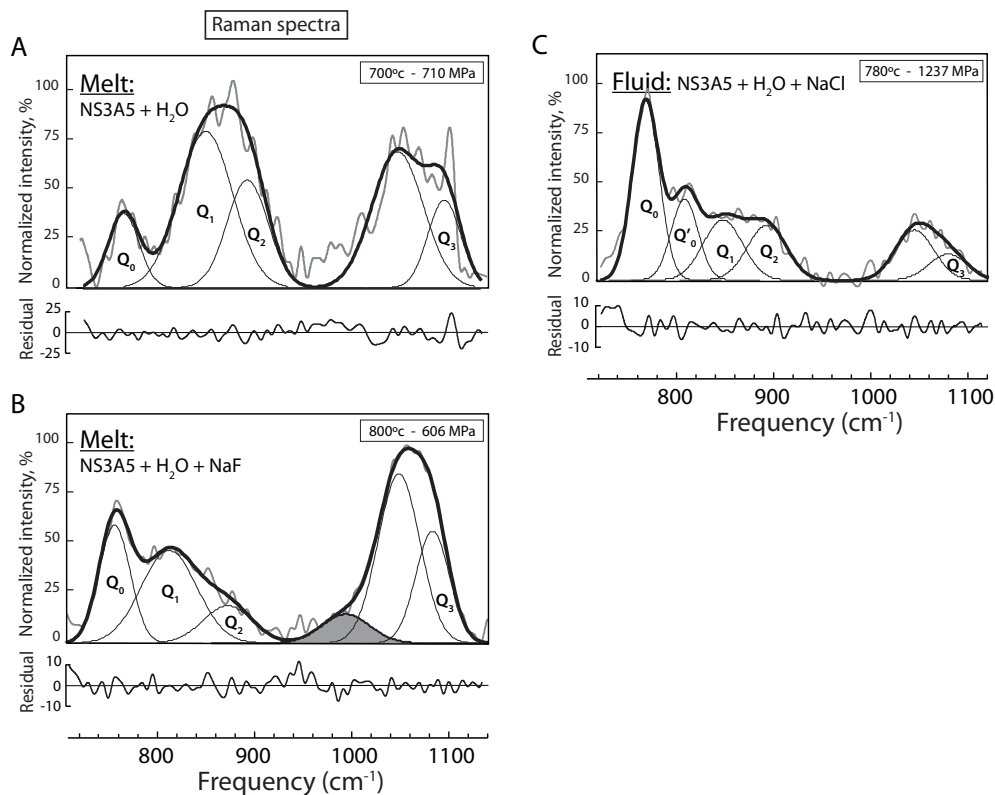 Raman spectra
A
Melt:
NS3A5 + H2O
700ºc - 710 MPa
Normalized intensity, %
100
75
50
25
0
Q0
Q1
Q2
Q3
Residual
25
0
-25
B
Melt:
NS3A5 + H2O + NaF
800ºc - 606 MPa
Normalized intensity, %
100
75
50
25
0
Q0
Q1
Q2
Q3
Residual
10
0
-10
800 900 1000 1100
Frequency (cm-1)
C
Fluid: NS3A5 + H2O + NaCl
780ºc - 1237 MPa
Normalized intensity, %
100
75
50
25
0
Q0
Q'0
Q1
Q2
Q3
Residual
10
0
-10
800 900 1000 1100
Frequency (cm-1)